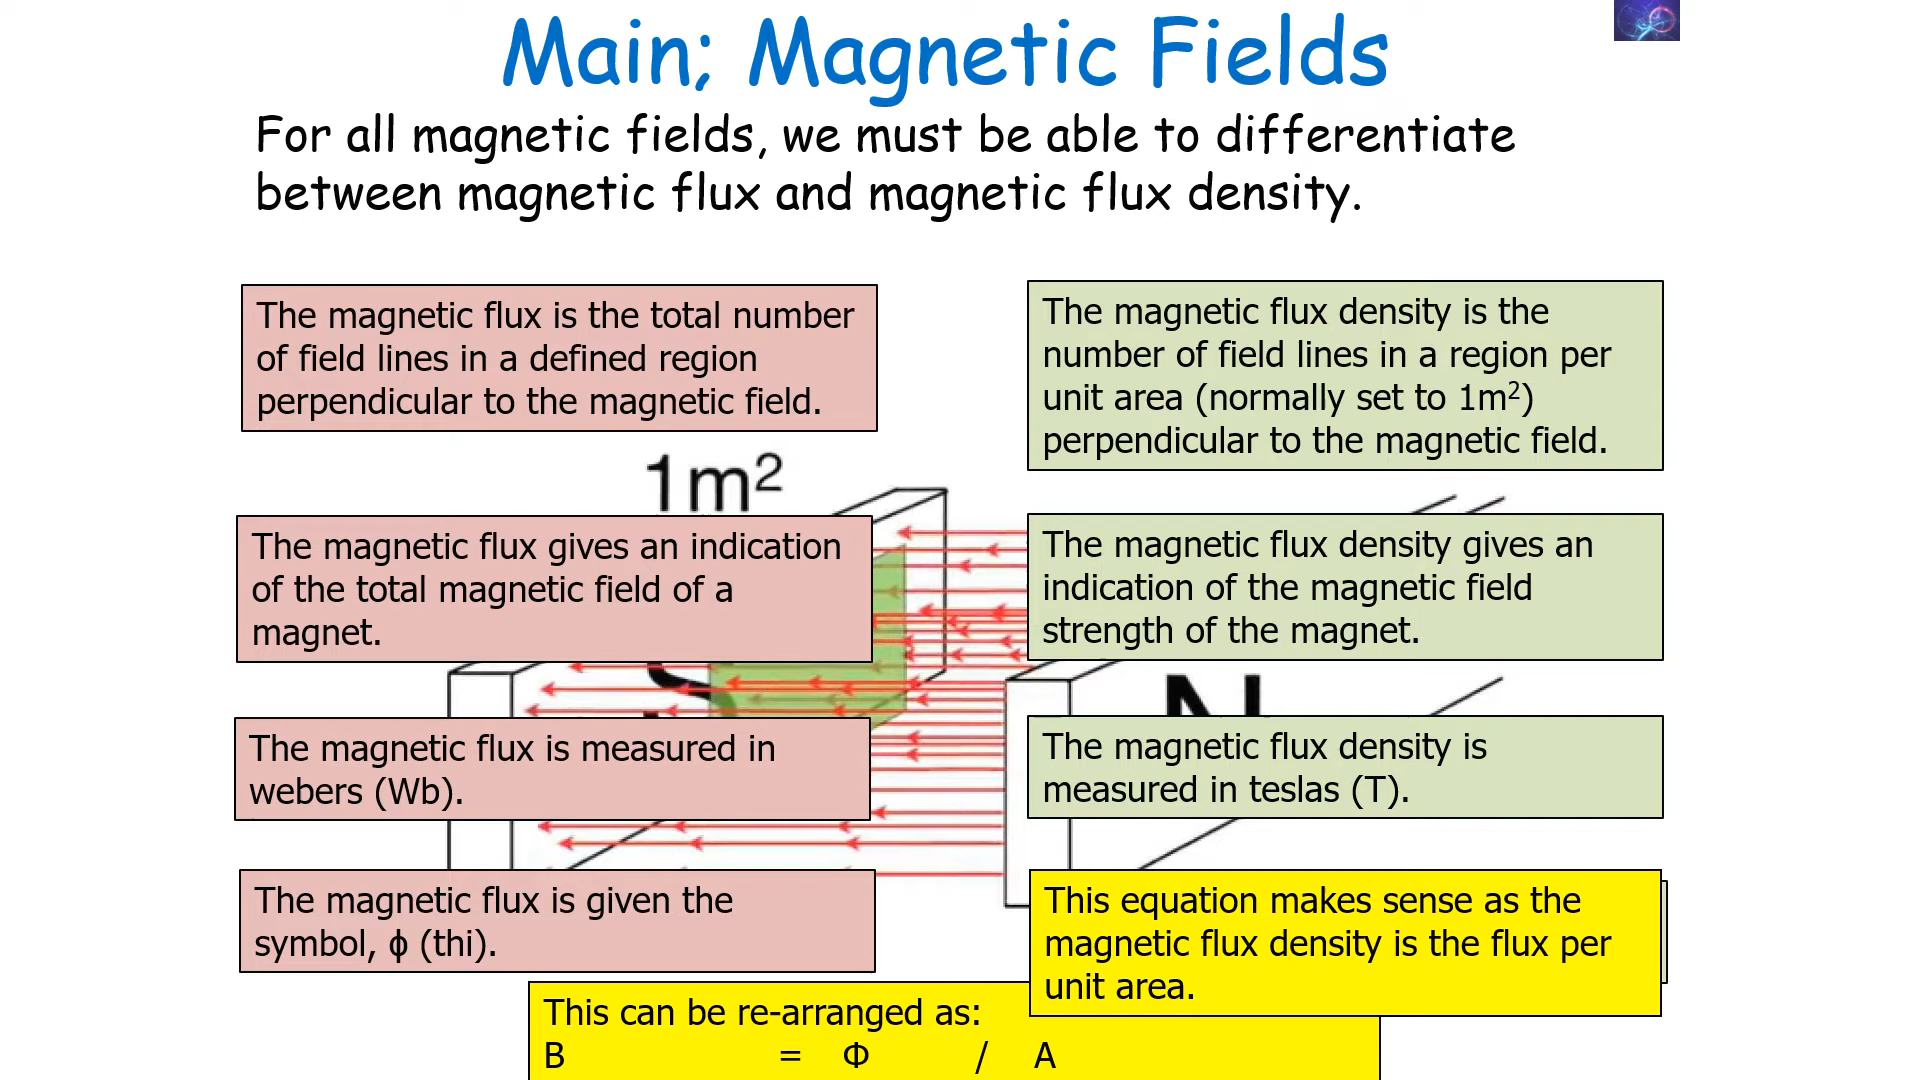 Main; Magnetic Fields
For all magnetic fields, we must be able to differentiate
between magnetic flux and magnetic flux density.
The magnetic flux is the total number
of field lines in a defined region
perpendicular to the magnetic field.
The magnetic flux density is the
number of field lines in a region per
unit area (normally set to 1m²)
perpendicular to the magnetic field.
1m²
The magnetic flux gives an indication
of the total magnetic field of a
magnet.
The magnetic flux density gives an
indication of the magnetic field
strength of the magnet.
N
The magnetic flux is measured in
webers (Wb).
The magnetic flux density is
measured in teslas (T).
The magnetic flux is given the
symbol, ɸ (thi).
This equation makes sense as the
magnetic flux density is the flux per
unit area.
This can be re-arranged as:
B = Φ / A